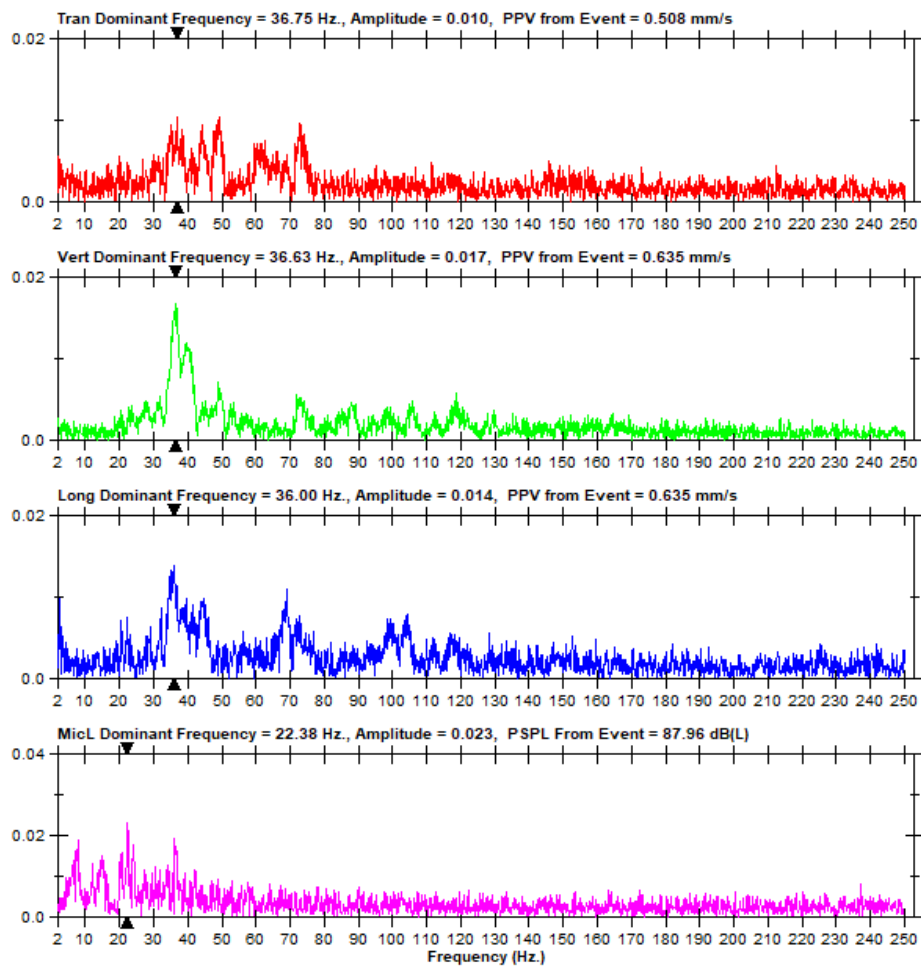 Tran Dominant Frequency = 36.75 Hz., Amplitude = 0.010, PPV from Event = 0.508 mm/s
0.02
0.0
2 10 20 30 40 50 60 70 80 90 100 110 120 130 140 150 160 170 180 190 200 210 220 230 240 250
Vert Dominant Frequency = 36.63 Hz., Amplitude = 0.017, PPV from Event = 0.635 mm/s
0.02
0.0
2 10 20 30 40 50 60 70 80 90 100 110 120 130 140 150 160 170 180 190 200 210 220 230 240 250
Long Dominant Frequency = 36.00 Hz., Amplitude = 0.014, PPV from Event = 0.635 mm/s
0.02
0.0
2 10 20 30 40 50 60 70 80 90 100 110 120 130 140 150 160 170 180 190 200 210 220 230 240 250
MicL Dominant Frequency = 22.38 Hz., Amplitude = 0.023, PSPL From Event = 87.96 dB(L)
0.04
0.02
0.0
2 10 20 30 40 50 60 70 80 90 100 110 120 130 140 150 160 170 180 190 200 210 220 230 240 250
Frequency (Hz.)